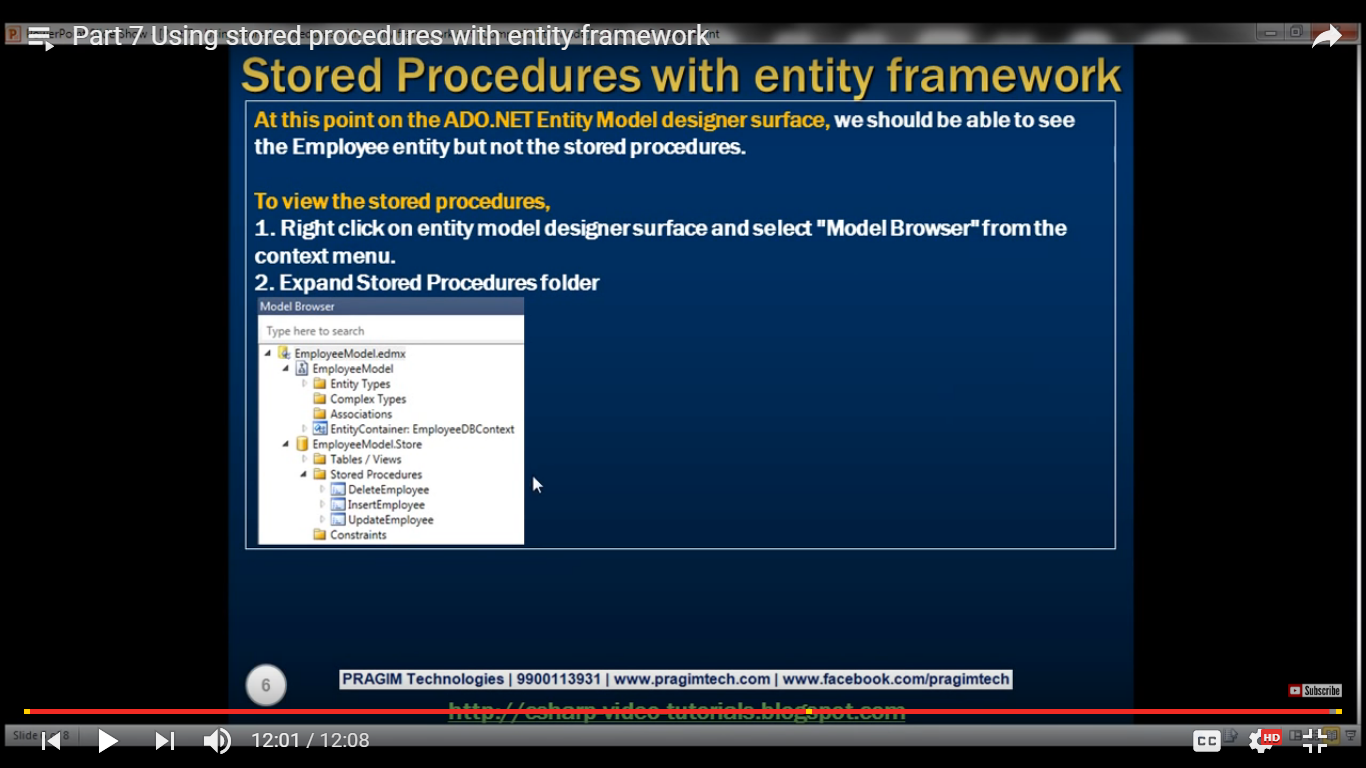 Part 7 Using stored procedures with entity framework
Stored Procedures with entity framework
At this point on the ADO.NET Entity Model designer surface, we should be able to see
the Employee entity but not the stored procedures.
To view the stored procedures,
1. Right click on entity model designer surface and select "Model Browser" from the
context menu.
2. Expand Stored Procedures folder
Model Browser
Type here to search
EmployeeModel.edmx
EmployeeModel
Entity Types
Complex Types
Associations
EntityContainer: EmployeeDBContext
EmployeeModel.Store
Tables / Views
Stored Procedures
DeleteEmployee
InsertEmployee
UpdateEmployee
Constraints
6
PRAGIM Technologies | 9900113931 | www.pragimtech.com | www.facebook.com/pragimtech
Subscribe
http://csharp-video-tutorials.blogspot.com
Slide 8
12:01 / 12:08
CC
HD